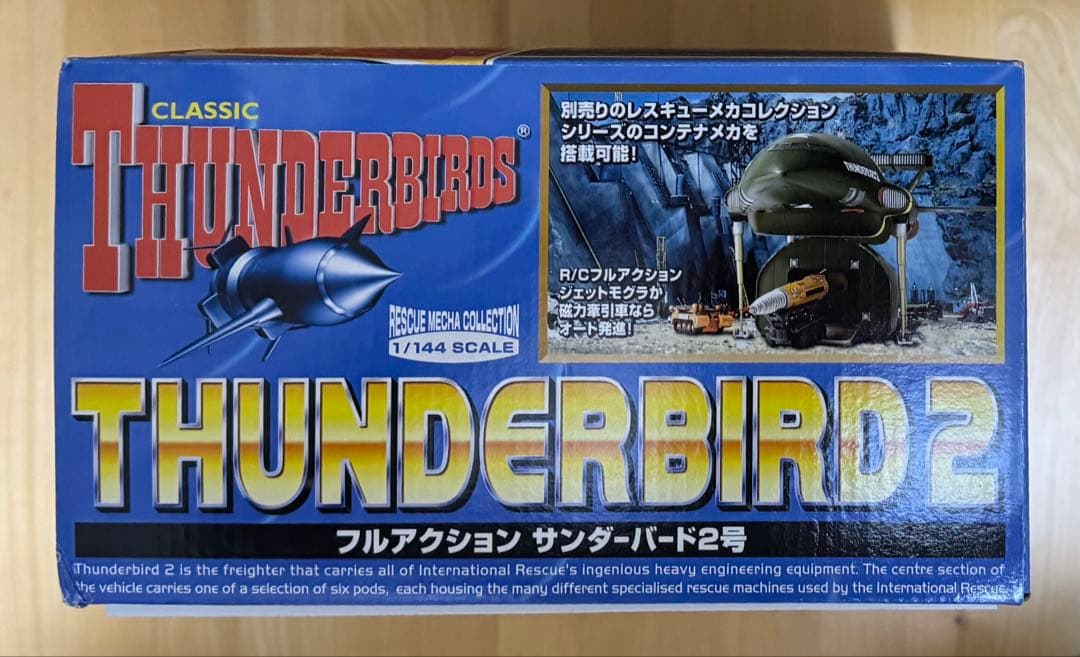 CLASSIC
THUNDERBIRDS®
RESCUE MECHA COLLECTION
1/144 SCALE
別売りのレスキューメカコレクション
シリーズのコンテナメカを
搭載可能!
THUNDERBIRD 2
R/Cフルアクション
ジェットモグラか
磁力牽引車なら
オート発進!
THUNDERBIRD 2
フルアクション サンダーバード2号
Thunderbird 2 is the freighter that carries all of International Rescue's ingenious heavy engineering equipment. The centre section of
the vehicle carries one of a selection of six pods, each housing the many different specialised rescue machines used by the International Rescue.